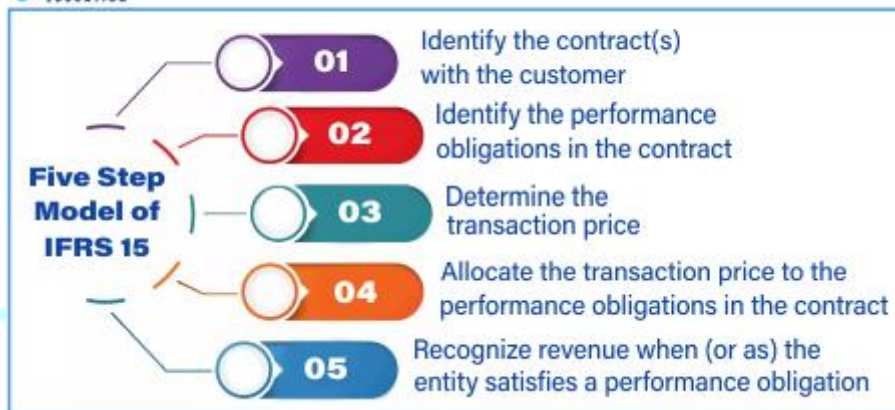 Five Step
Model of
IFRS 15
01
Identify the contract(s)
with the customer
02
Identify the performance
obligations in the contract
03
Determine the
transaction price
04
Allocate the transaction price to the
performance obligations in the contract
05
Recognize revenue when (or as) the
entity satisfies a performance obligation